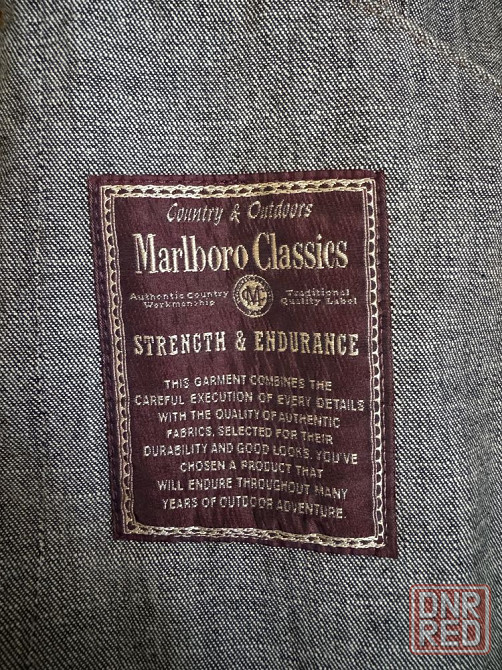 Country & Outdoors
Marlboro Classics
Authentic Country Workmanship
MC
Traditional Quality Label
STRENGTH & ENDURANCE
THIS GARMENT COMBINES THE
CAREFUL EXECUTION OF EVERY DETAILS
WITH THE QUALITY OF AUTHENTIC
FABRICS, SELECTED FOR THEIR
DURABILITY AND GOOD LOOKS. YOU'VE
CHOSEN A PRODUCT THAT
WILL ENDURE THROUGHOUT MANY
YEARS OF OUTDOOR ADVENTURE.
DNR
RED